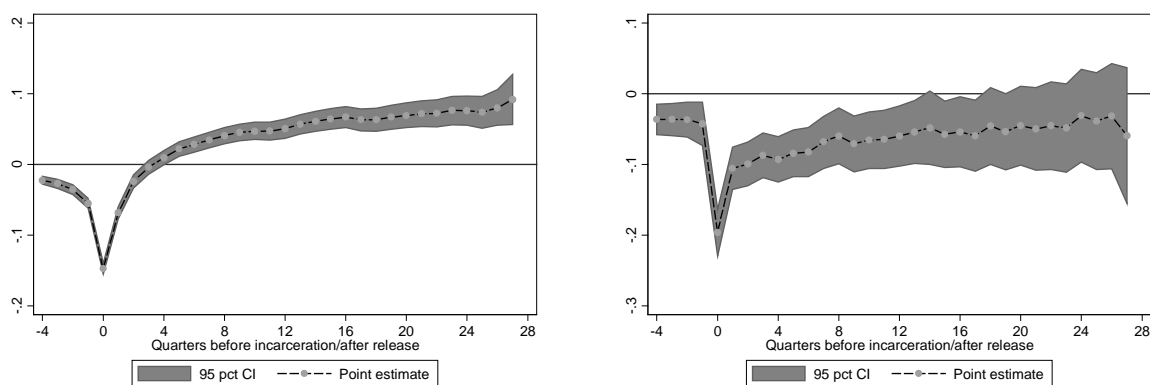 .2
.1
0
-.1
-.2
-4 0 4 8 12 16 20 24 28
Quarters before incarceration/after release
95 pct CI Point estimate
.1
0
-.1
-.2
-.3
-4 0 4 8 12 16 20 24 28
Quarters before incarceration/after release
95 pct CI Point estimate